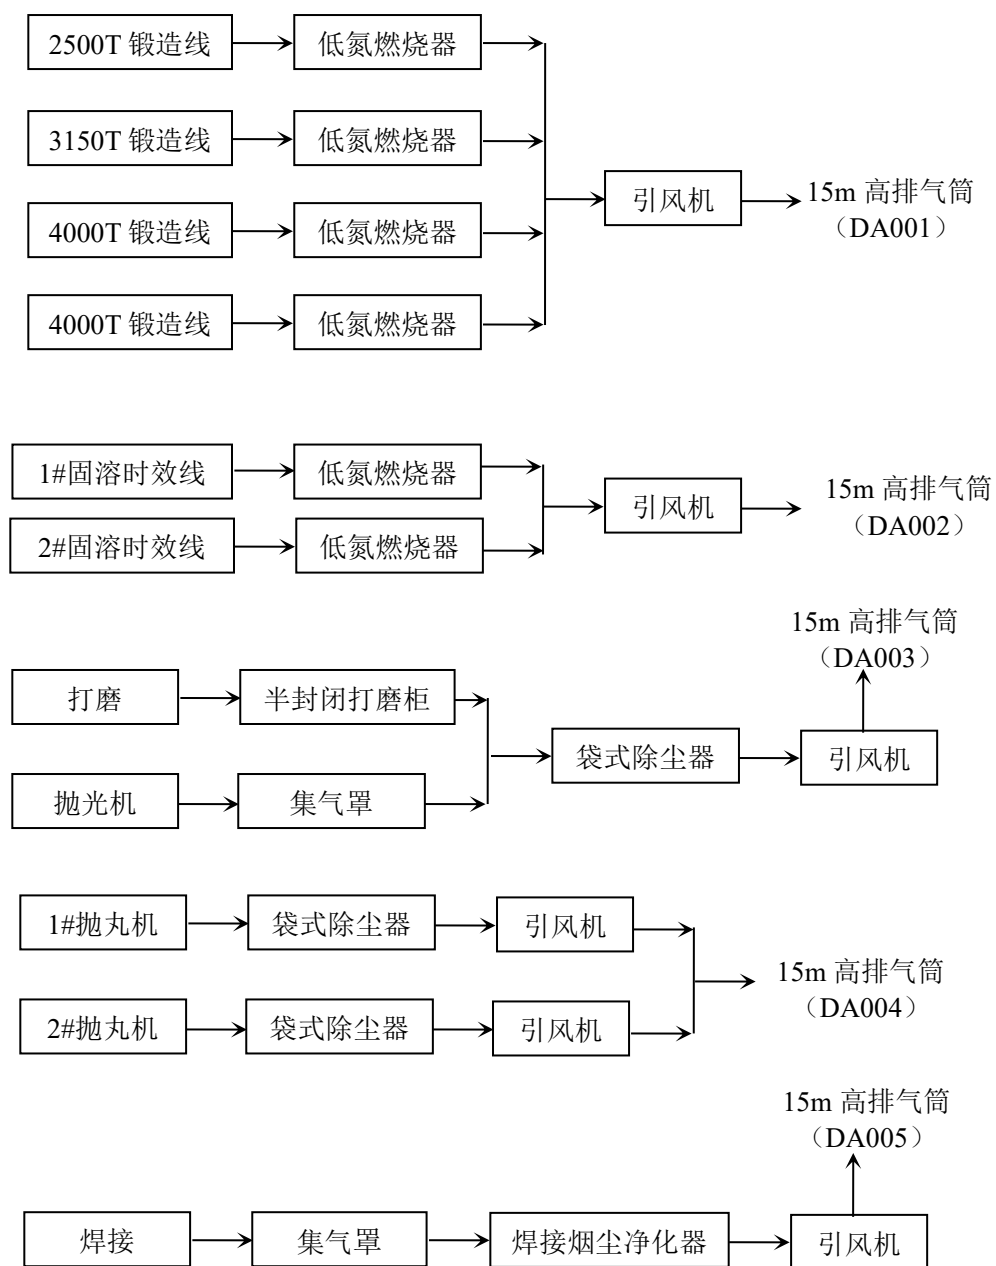 2500T 锻造线
低氮燃烧器
3150T 锻造线
低氮燃烧器
引风机
15m 高排气筒
（DA001）
4000T 锻造线
低氮燃烧器
4000T 锻造线
低氮燃烧器
1#固溶时效线
低氮燃烧器
引风机
15m 高排气筒
（DA002）
2#固溶时效线
低氮燃烧器
15m 高排气筒
（DA003）
打磨
半封闭打磨柜
袋式除尘器
引风机
抛光机
集气罩
1#抛丸机
袋式除尘器
引风机
15m 高排气筒
（DA004）
2#抛丸机
袋式除尘器
引风机
15m 高排气筒
（DA005）
焊接
集气罩
焊接烟尘净化器
引风机